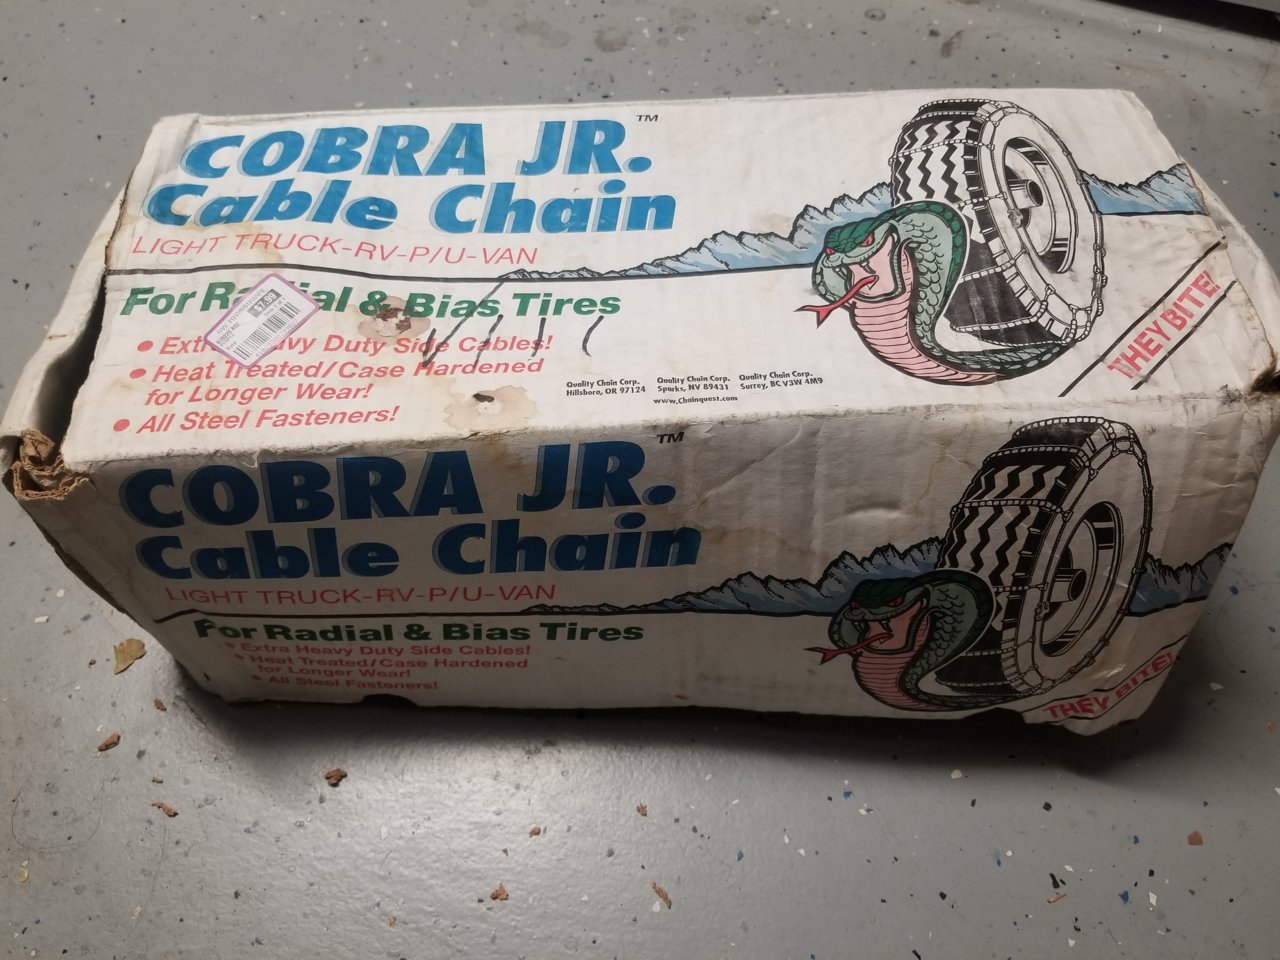 COBRA JR.™
Cable Chain
LIGHT TRUCK-RV-P/U-VAN
For Radial & Bias Tires
$7.99
• Extra Heavy Duty Side Cables!
• Heat Treated/Case Hardened
for Longer Wear!
• All Steel Fasteners!
Quality Chain Corp. Quality Chain Corp. Quality Chain Corp.
Hillsboro, OR 97124 Sparks, NV 89431 Surrey, BC V3W 4M9
www.Chainquest.com
THEY BITE!
COBRA JR.™
Cable Chain
LIGHT TRUCK-RV-P/U-VAN
For Radial & Bias Tires
• Extra Heavy Duty Side Cables!
• Heat Treated/Case Hardened
for Longer Wear!
• All Steel Fasteners!
THEY BITE!